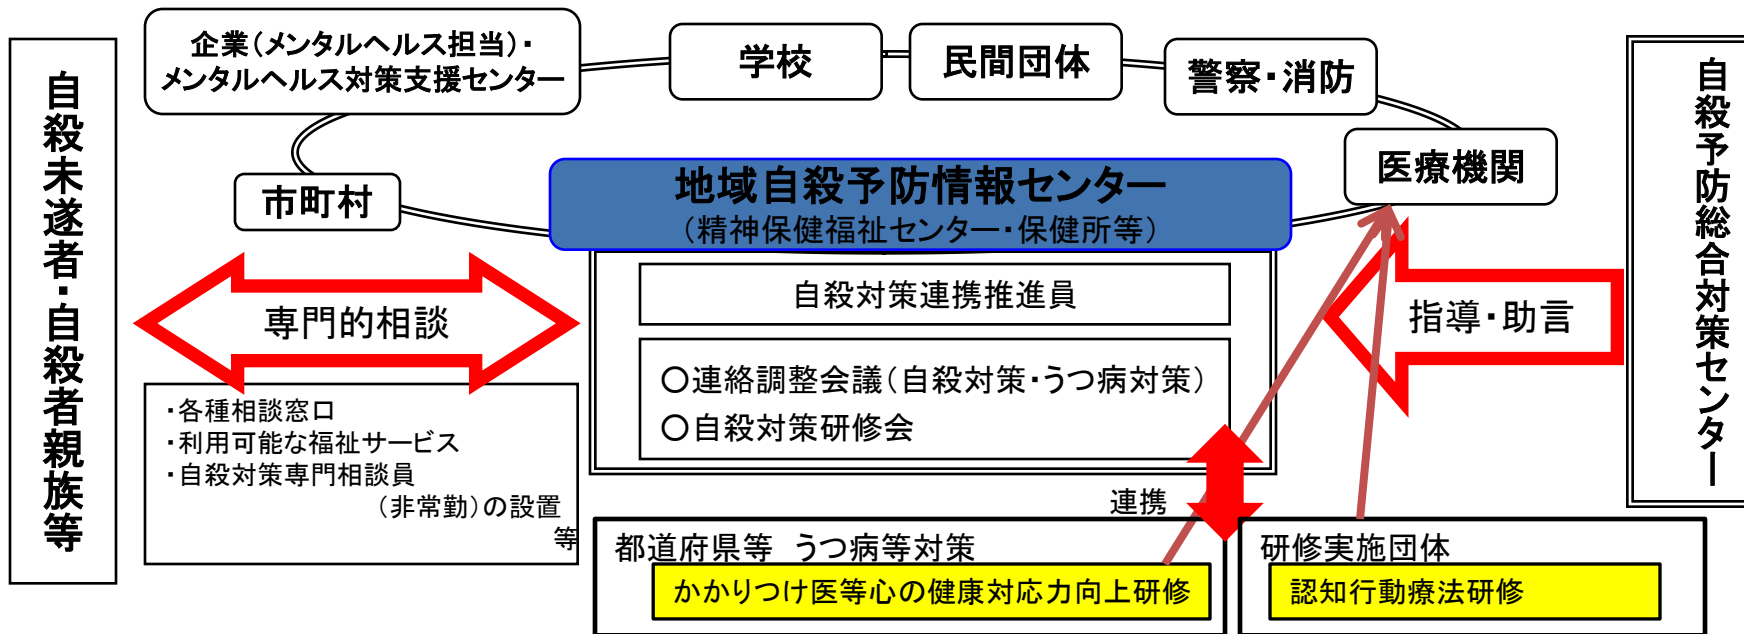 企業（メンタルヘルス担当）・
メンタルヘルス対策支援センター
学校
民間団体
警察・消防
医療機関
市町村
自殺未遂者・自殺者親族等
地域自殺予防情報センター
（精神保健福祉センター・保健所等）
自殺予防総合対策センター
自殺対策連携推進員
専門的相談
指導・助言
○連絡調整会議（自殺対策・うつ病対策）
○自殺対策研修会
・各種相談窓口
・利用可能な福祉サービス
・自殺対策専門相談員
（非常勤）の設置
等
連携
都道府県等　うつ病等対策
かかりつけ医等心の健康対応力向上研修
研修実施団体
認知行動療法研修